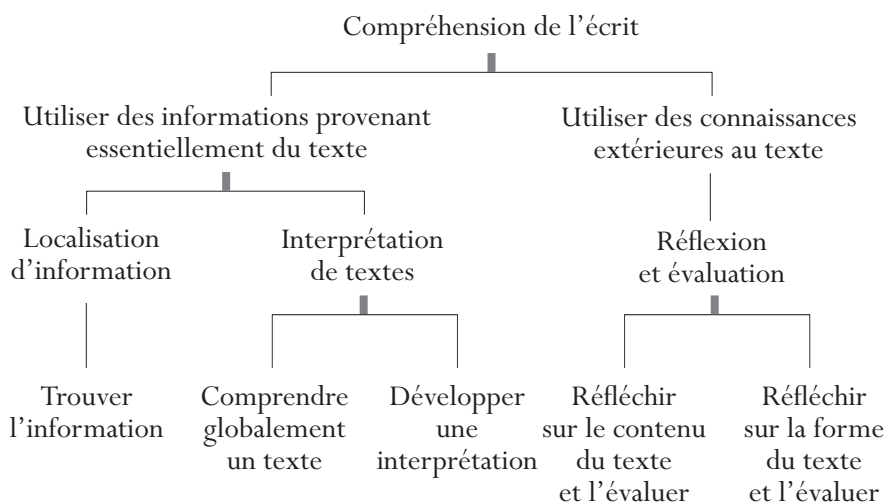 Compréhension de l'écrit
Utiliser des informations provenant
essentiellement du texte
Utiliser des connaissances
extérieures au texte
Localisation
d'information
Interprétation
de textes
Réflexion
et évaluation
Trouver
l'information
Comprendre
globalement
un texte
Développer
une
interprétation
Réfléchir
sur le contenu
du texte
et l'évaluer
Réfléchir
sur la forme
du texte
et l'évaluer